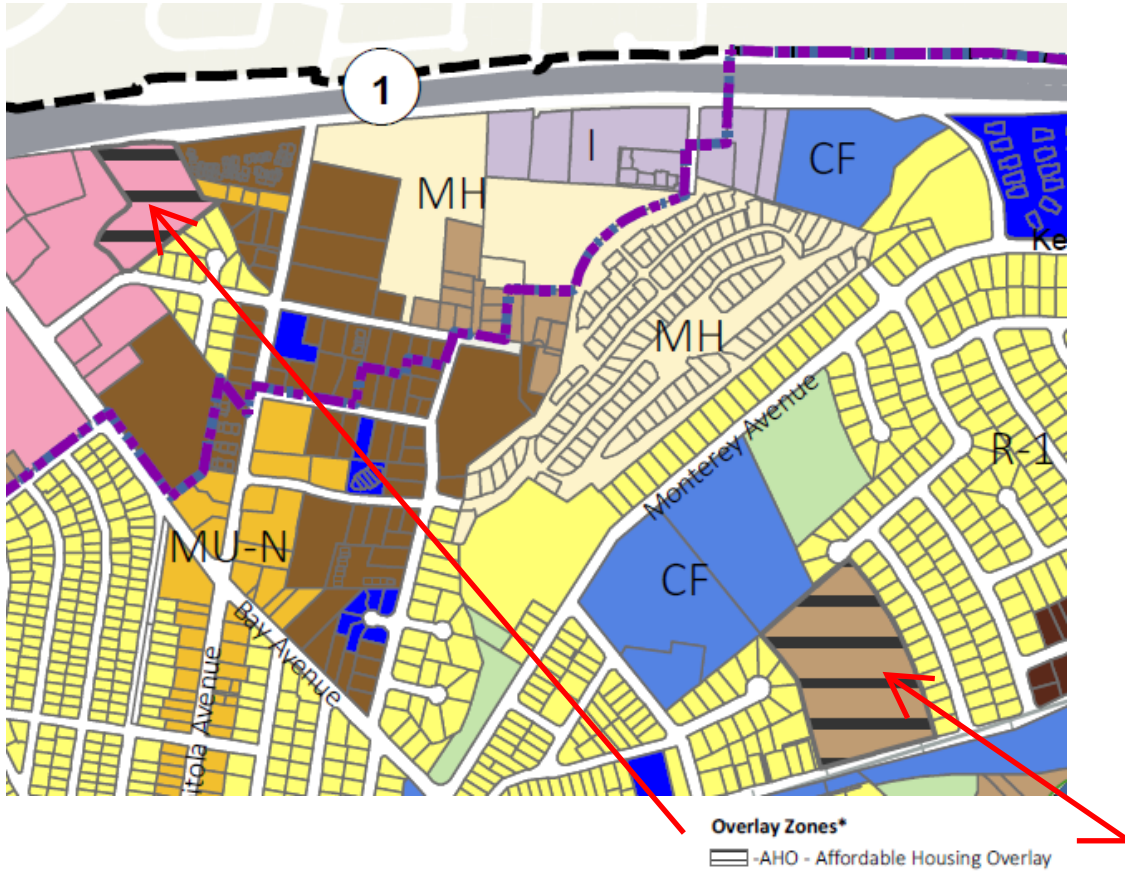 1
I
CF
MH
Ke
MH
Monterey Avenue
R-1
MU-N
CF
Bay Avenue
itola Avenue
Overlay Zones*
-AHO - Affordable Housing Overlay